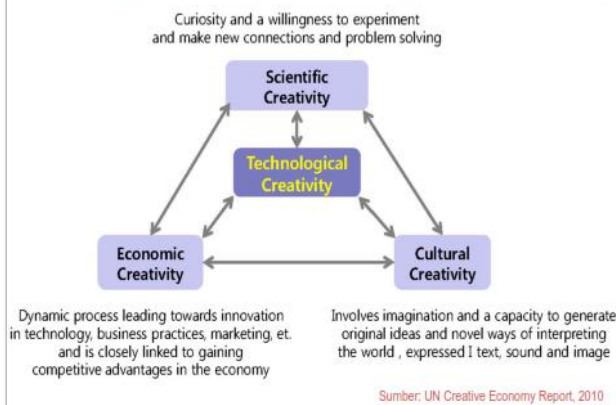 Curiosity and a willingness to experiment
and make new connections and problem solving
Scientific
Creativity
Technological
Creativity
Economic
Creativity
Cultural
Creativity
Dynamic process leading towards innovation
in technology, business practices, marketing, et.
and is closely linked to gaining
competitive advantages in the economy
Involves imagination and a capacity to generate
original ideas and novel ways of interpreting
the world , expressed I text, sound and image
Sumber: UN Creative Economy Report, 2010